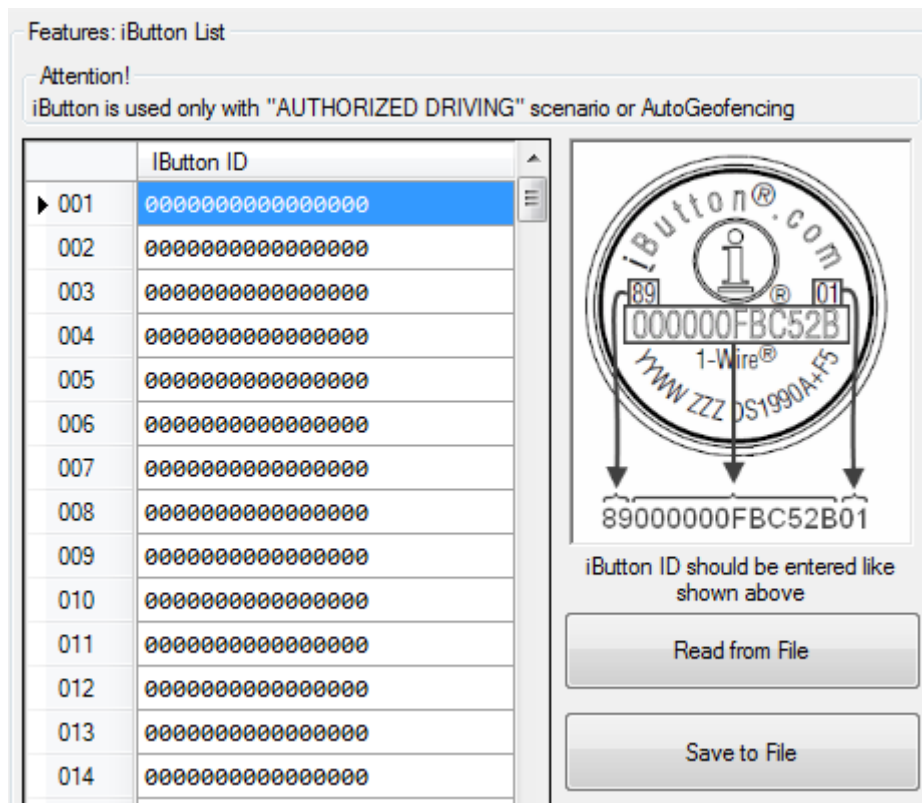 Features: iButton List
Attention!
iButton is used only with "AUTHORIZED DRIVING" scenario or AutoGeofencing
IButton ID
001 0000000000000000
002 0000000000000000
003 0000000000000000
004 0000000000000000
005 0000000000000000
006 0000000000000000
007 0000000000000000
008 0000000000000000
009 0000000000000000
010 0000000000000000
011 0000000000000000
012 0000000000000000
013 0000000000000000
014 0000000000000000
iButton®.com
i
®
89 01
000000FBC52B
1-Wire®
YYWW ZZZ DS1990A+F5
89000000FBC52B01
iButton ID should be entered like
shown above
Read from File
Save to File